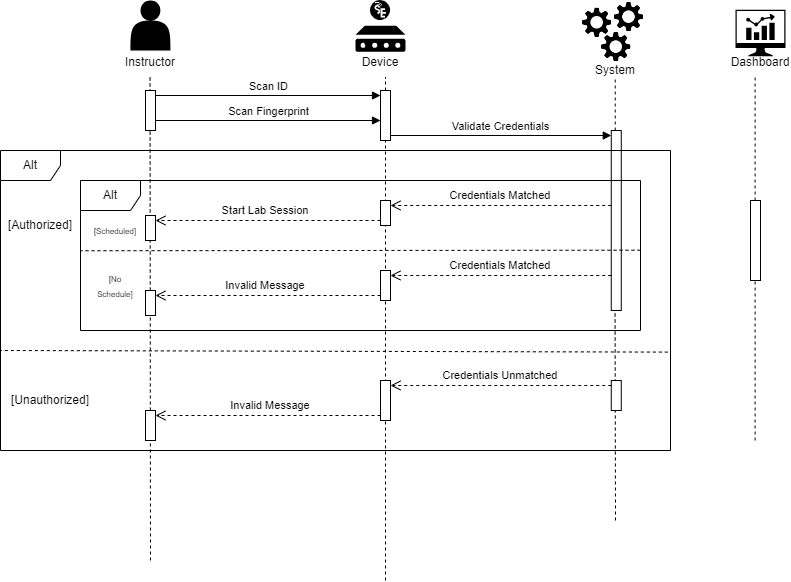 Instructor
Device
System
Dashboard
Scan ID
Scan Fingerprint
Validate Credentials
Alt
Alt
Credentials Matched
Start Lab Session
[Authorized]
[Scheduled]
Credentials Matched
[No
Schedule]
Invalid Message
Credentials Unmatched
[Unauthorized]
Invalid Message